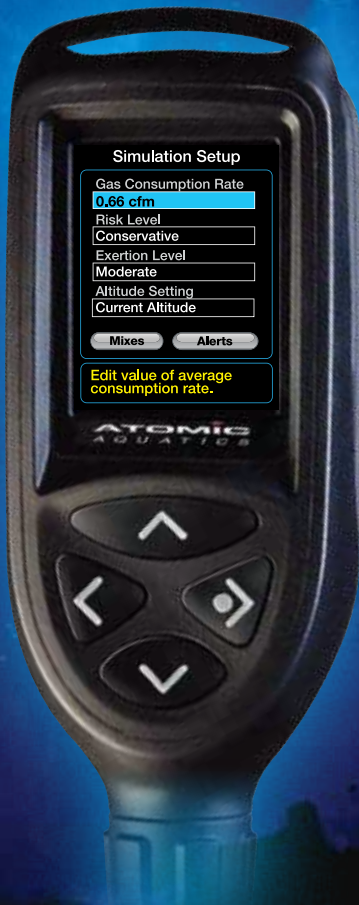 Simulation Setup
Gas Consumption Rate
0.66 cfm
Risk Level
Conservative
Exertion Level
Moderate
Altitude Setting
Current Altitude
Mixes Alerts
Edit value of average
consumption rate.
ATOMIC
AQUATICS